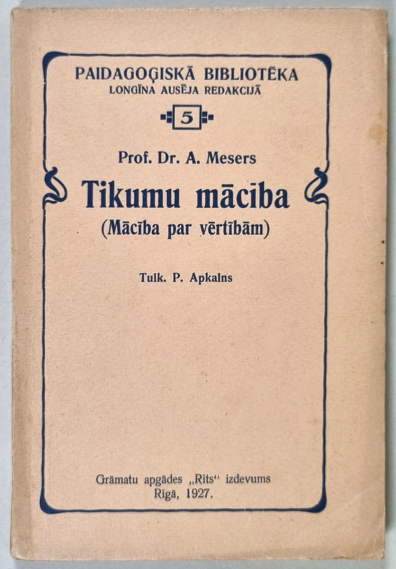 PAIDAGOĢISKĀ BIBLIOTĒKA
LONGĪNA AUSĒJA REDAKCIJĀ
5
Prof. Dr. A. Mesers
Tikumu mācība
(Mācība par vērtībām)
Tulk. P. Apkalns
Grāmatu apgādes „Rīts“ izdevums
Rīgā, 1927.